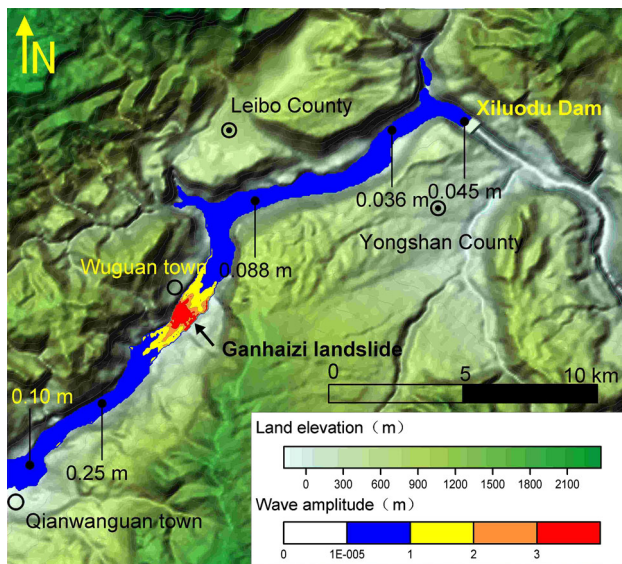 N
Leibo County
Xiluodu Dam
0.036 m
0.045 m
Yongshan County
0.088 m
Wuguan town
Ganhaizi landslide
0 5 10 km
0.10 m
0.25 m
Qianwanguan town
Land elevation（m）
0 300 600 900 1200 1500 1800 2100
Wave amplitude（m）
0 1E-005 1 2 3